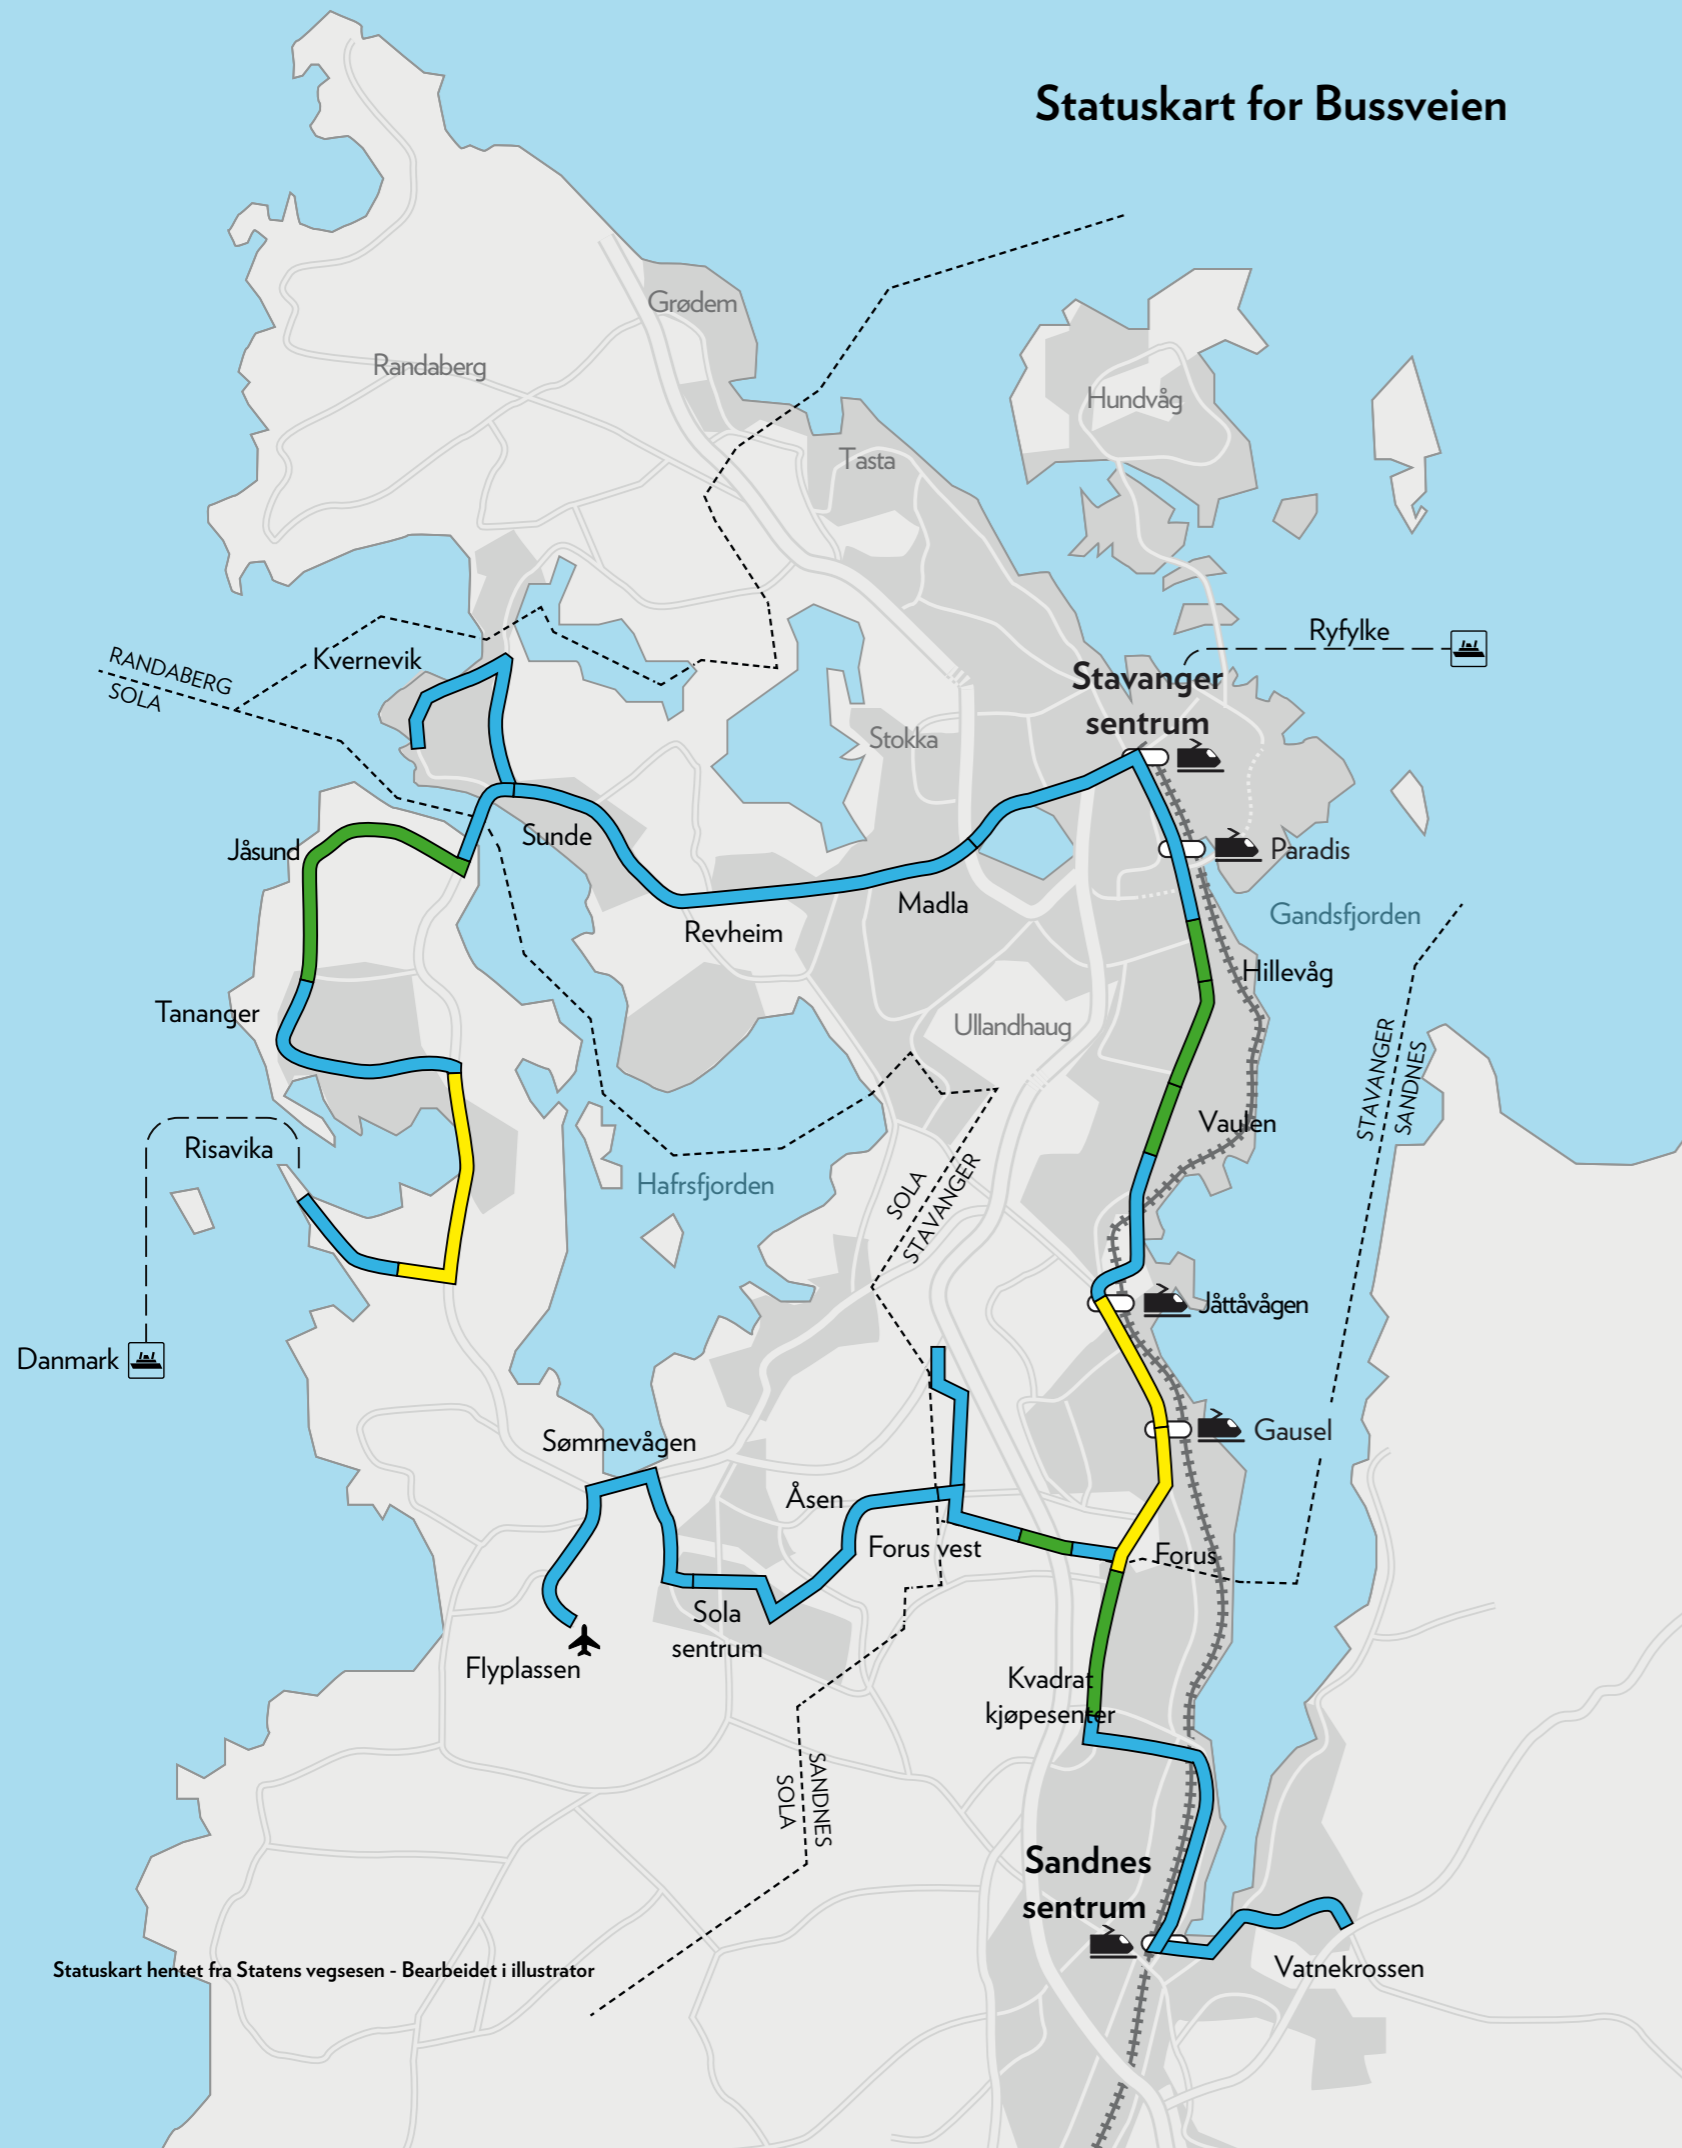 Statuskart for Bussveien
Grødem
Randaberg
Hundvåg
Tasta
Ryfylke
RANDABERG
SOLA
Kvernevik
Stavanger
sentrum
Stokka
Jåsund
Sunde
Paradis
Madla
Revheim
Gandsfjorden
Hillevåg
Tananger
Ullandhaug
STAVANGER
SANDNES
Vaulen
Risavika
Hafrsfjorden
SOLA
STAVANGER
Jåttåvågen
Danmark
Gausel
Sømmevågen
Åsen
Forus vest
Forus
Sola
sentrum
Flyplassen
Kvadrat
kjøpesenter
SANDNES
SOLA
Sandnes
sentrum
Vatnekrossen
Statuskart hentet fra Statens vegsesen - Bearbeidet i illustrator